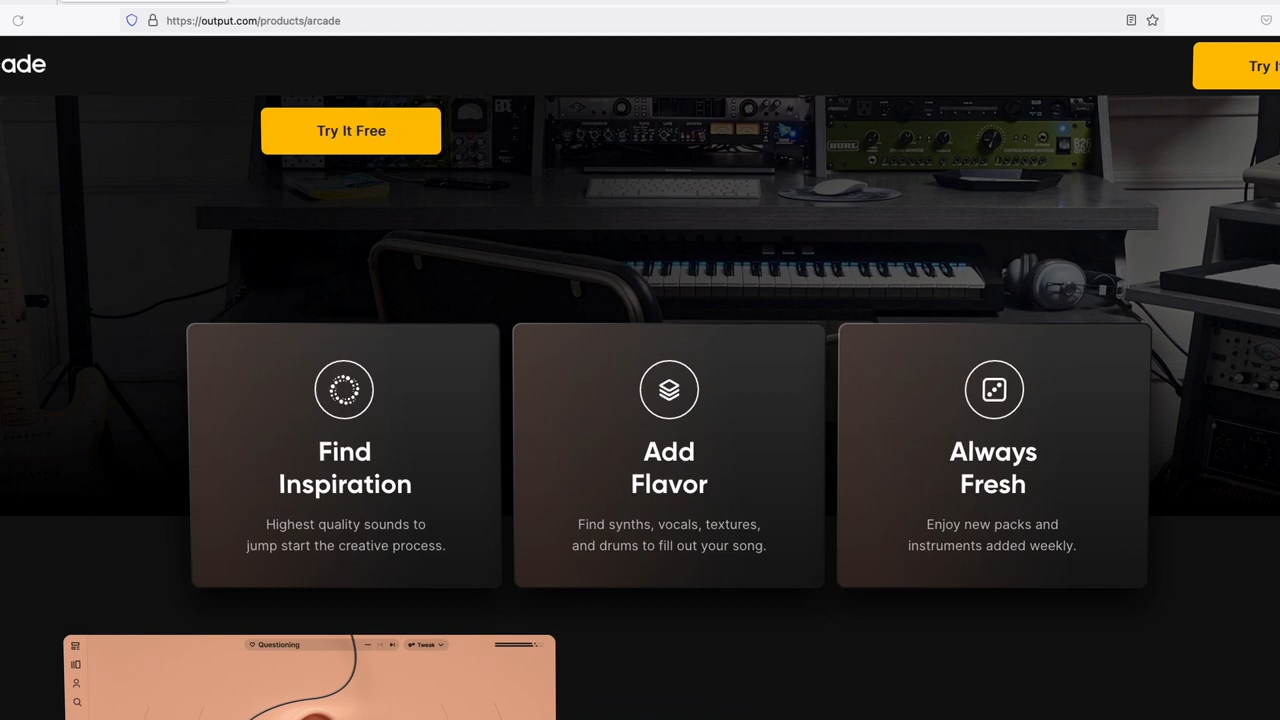 https://output.com/products/arcade
ade
Try I
Try It Free
BURL
B26
Find
Inspiration
Highest quality sounds to
jump start the creative process.
Add
Flavor
Find synths, vocals, textures,
and drums to fill out your song.
Always
Fresh
Enjoy new packs and
instruments added weekly.
Questioning
Tweak